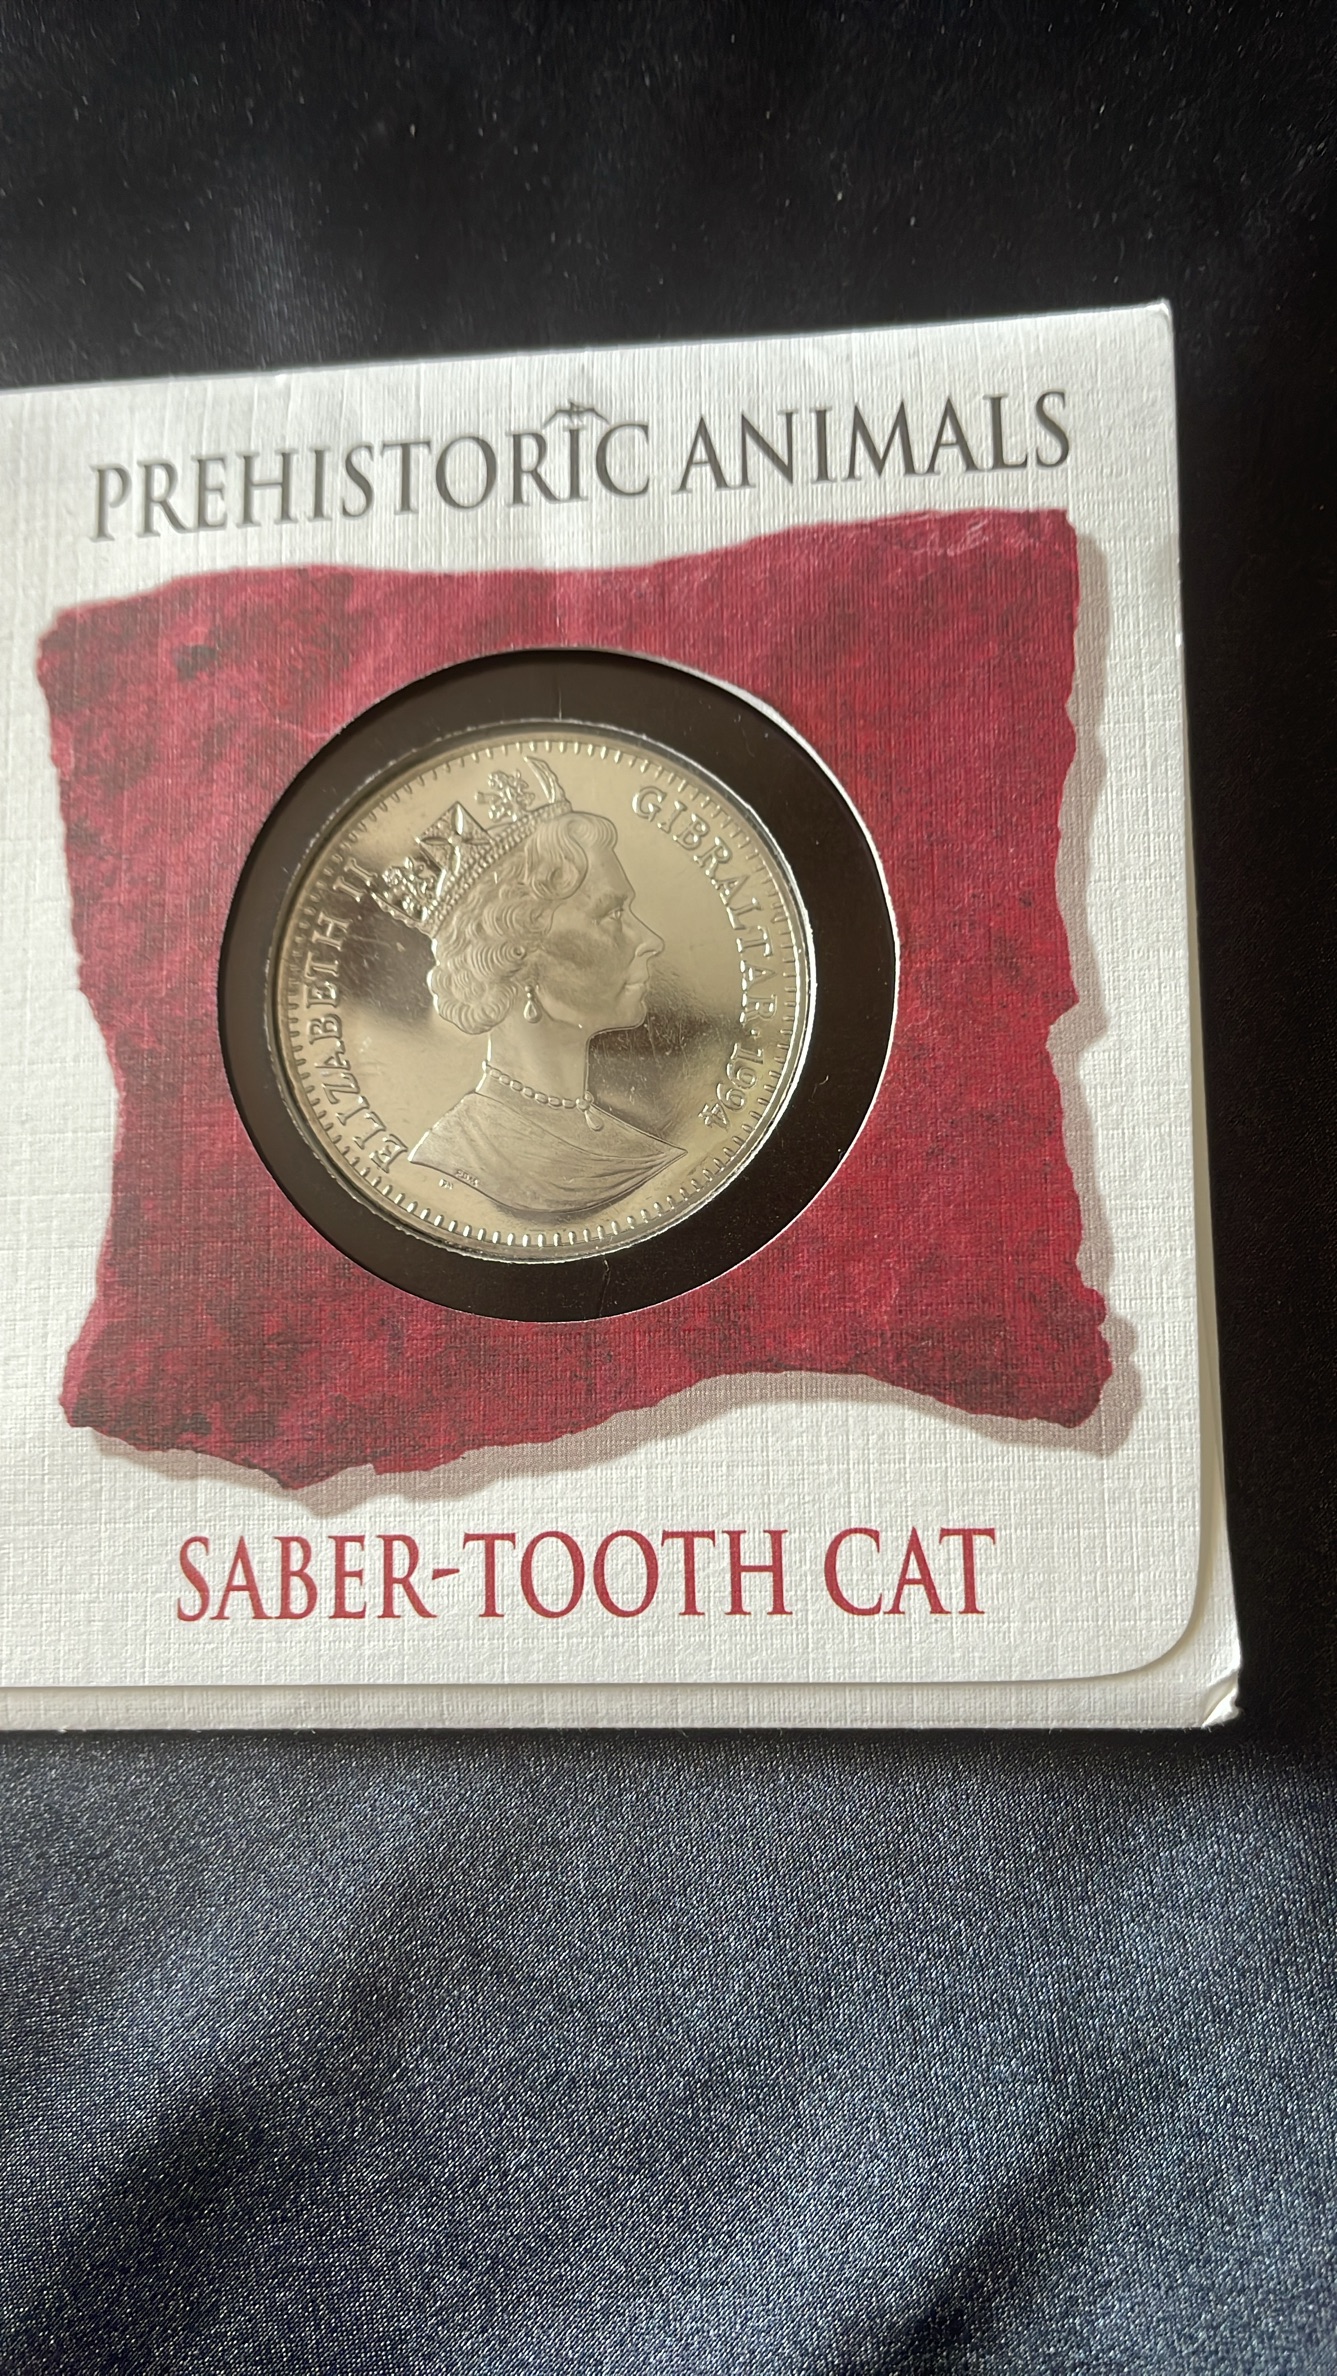 PREHISTORIC ANIMALS
ELIZABETH II
GIBRALTAR · 1994
SABER-TOOTH CAT